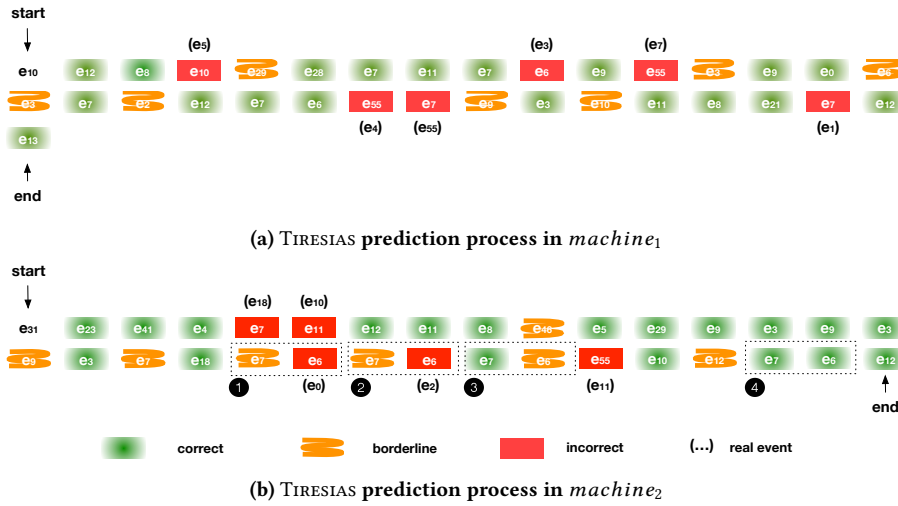 start
(e5) (e3) (e7)
e10 e12 e8 e10 e29 e28 e7 e11 e7 e6 e9 e55 e3 e9 e0 e6
e3 e7 e2 e12 e7 e6 e55 e7 e9 e3 e10 e11 e8 e21 e7 e12
(e4) (e55) (e1)
e13
end
(a) TIRESIAS prediction process in machine1
start
(e18) (e10)
e31 e23 e41 e4 e7 e11 e12 e11 e8 e48 e5 e29 e9 e3 e9 e3
e9 e3 e7 e18 e7 e6 e7 e6 e7 e6 e55 e10 e12 e7 e6 e12
1 (e0) 2 (e2) 3 (e11) 4
end
correct borderline incorrect (...) real event
(b) TIRESIAS prediction process in machine2